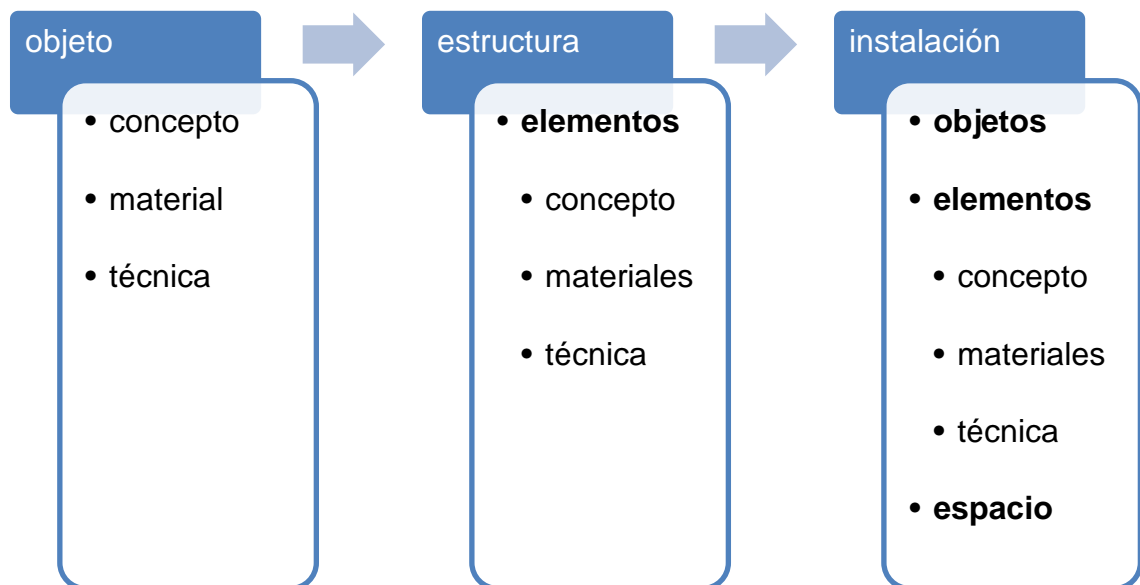 objeto
• concepto
• material
• técnica
estructura
• elementos
• concepto
• materiales
• técnica
instalación
• objetos
• elementos
• concepto
• materiales
• técnica
• espacio